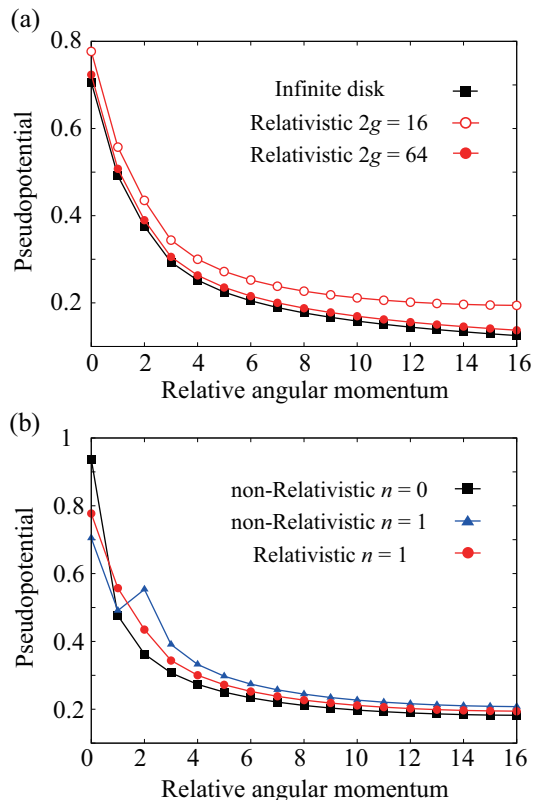 (a)
0.8
0.6
0.4
0.2
Pseudopotential
Infinite disk
Relativistic 2g = 16
Relativistic 2g = 64
0 2 4 6 8 10 12 14 16
Relative angular momentum
(b)
1
0.8
0.6
0.4
0.2
Pseudopotential
non-Relativistic n = 0
non-Relativistic n = 1
Relativistic n = 1
0 2 4 6 8 10 12 14 16
Relative angular momentum